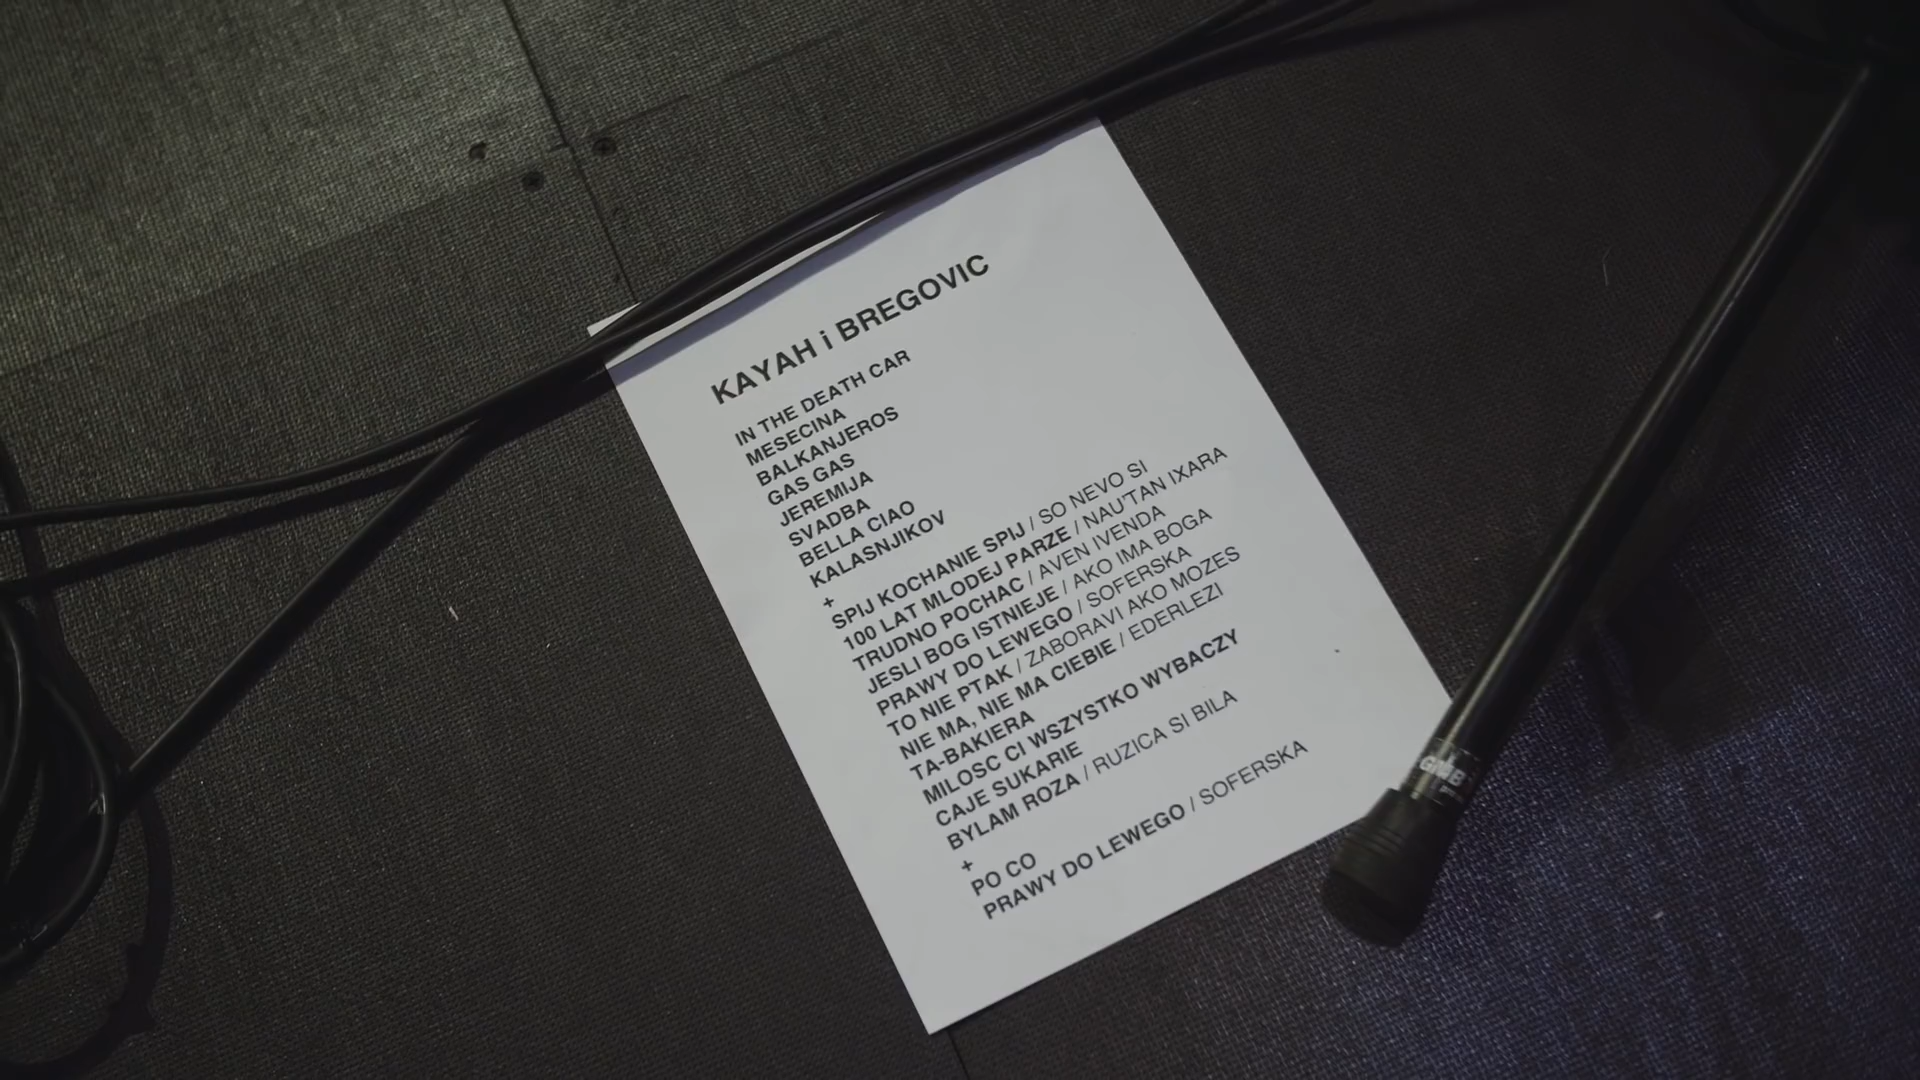 KAYAH i BREGOVIC
IN THE DEATH CAR
MESECINA
BALKANJEROS
GAS GAS
JEREMIJA
SVADBA
BELLA CIAO
KALASNJIKOV
+
SPIJ KOCHANIE SPIJ / SO NEVO SI
100 LAT MLODEJ PARZE / NAU'TAN IXARA
TRUDNO POCHAC / AVEN IVENDA
JESLI BOG ISTNIEJE / AKO IMA BOGA
PRAWY DO LEWEGO / SOFERSKA
TO NIE PTAK / ZABORAVI AKO MOZES
NIE MA, NIE MA CIEBIE / EDERLEZI
TA-BAKIERA
MILOSC CI WSZYSTKO WYBACZY
CAJE SUKARIE
BYLAM ROZA / RUZICA SI BILA
+
PO CO
PRAWY DO LEWEGO / SOFERSKA